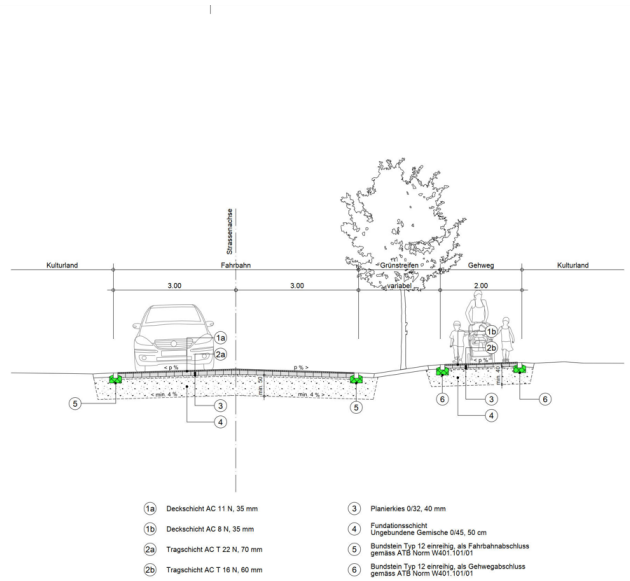 Strassenachse
Kulturland Fahrbahn Grünstreifen Gehweg Kulturland
3.00 3.00 variabel 2.00
1a
2a
1b
2b
< p % p % > < p %
min. 50 min. 40
< min. 4 % min. 4 % >
5 3 5 6 3 6
4 4
1a Deckschicht AC 11 N, 35 mm
1b Deckschicht AC 8 N, 35 mm
2a Tragschicht AC T 22 N, 70 mm
2b Tragschicht AC T 16 N, 60 mm
3 Planierkies 0/32, 40 mm
4 Fundationsschicht
Ungebundene Gemische 0/45, 50 cm
5 Bundstein Typ 12 einreihig, als Fahrbahnabschluss
gemäss ATB Norm W401.101/01
6 Bundstein Typ 12 einreihig, als Gehwegabschluss
gemäss ATB Norm W401.101/01